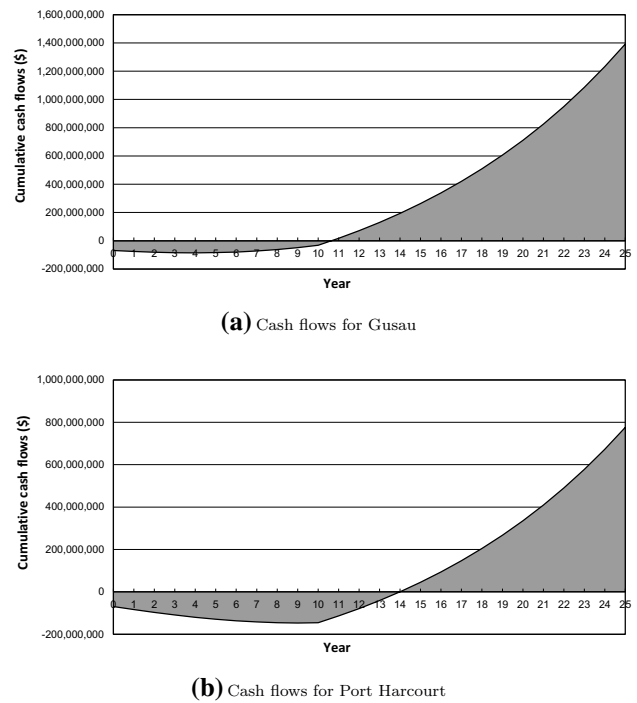 1,600,000,000
1,400,000,000
1,200,000,000
1,000,000,000
800,000,000
600,000,000
400,000,000
200,000,000
0
-200,000,000
Cumulative cash flows ($)
0 1 2 3 4 5 6 7 8 9 10 11 12 13 14 15 16 17 18 19 20 21 22 23 24 25
Year
(a) Cash flows for Gusau
1,000,000,000
800,000,000
600,000,000
400,000,000
200,000,000
0
-200,000,000
Cumulative cash flows ($)
0 1 2 3 4 5 6 7 8 9 10 11 12 13 14 15 16 17 18 19 20 21 22 23 24 25
Year
(b) Cash flows for Port Harcourt